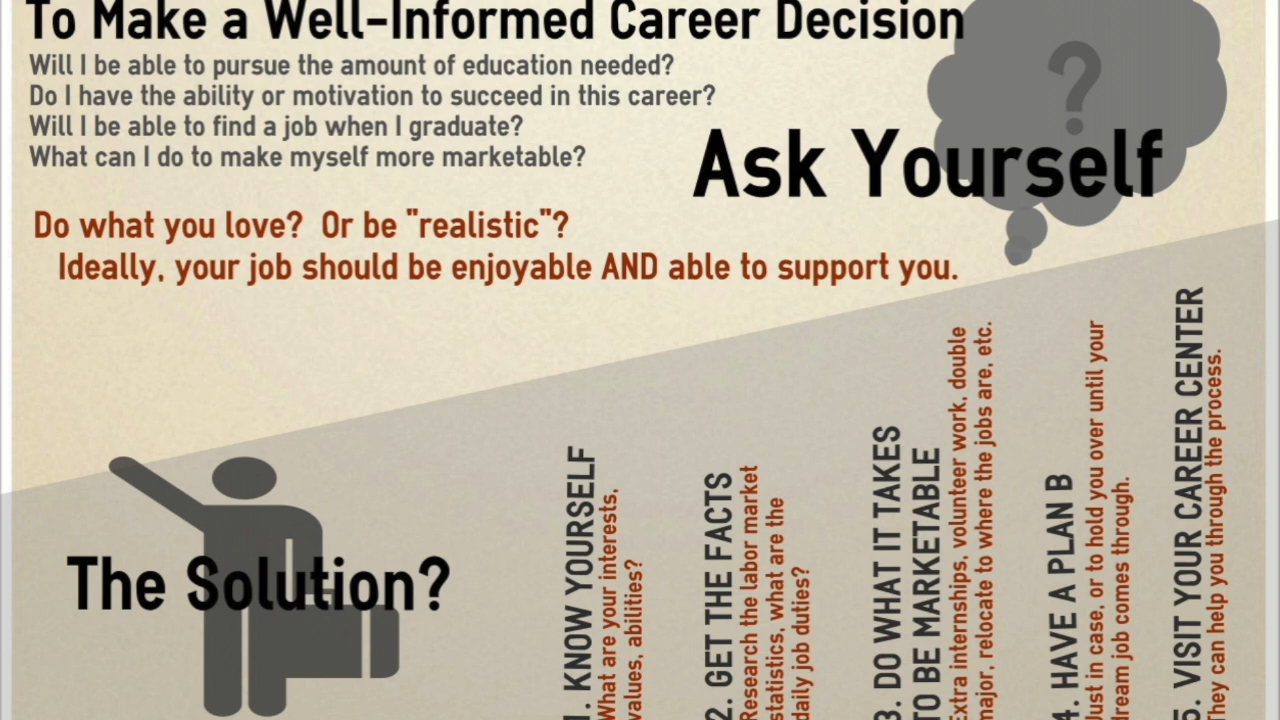 To Make a Well-Informed Career Decision
Will I be able to pursue the amount of education needed?
Do I have the ability or motivation to succeed in this career?
Will I be able to find a job when I graduate?
What can I do to make myself more marketable?
?
Ask Yourself
Do what you love? Or be "realistic"?
Ideally, your job should be enjoyable AND able to support you.
The Solution?
1. KNOW YOURSELF
What are your interests,
values, abilities?
2. GET THE FACTS
Research the labor market
statistics, what are the
daily job duties?
3. DO WHAT IT TAKES
TO BE MARKETABLE
Extra internships, volunteer work, double
major, relocate to where the jobs are, etc.
4. HAVE A PLAN B
Just in case, or to hold you over until your
dream job comes through.
5. VISIT YOUR CAREER CENTER
They can help you through the process.